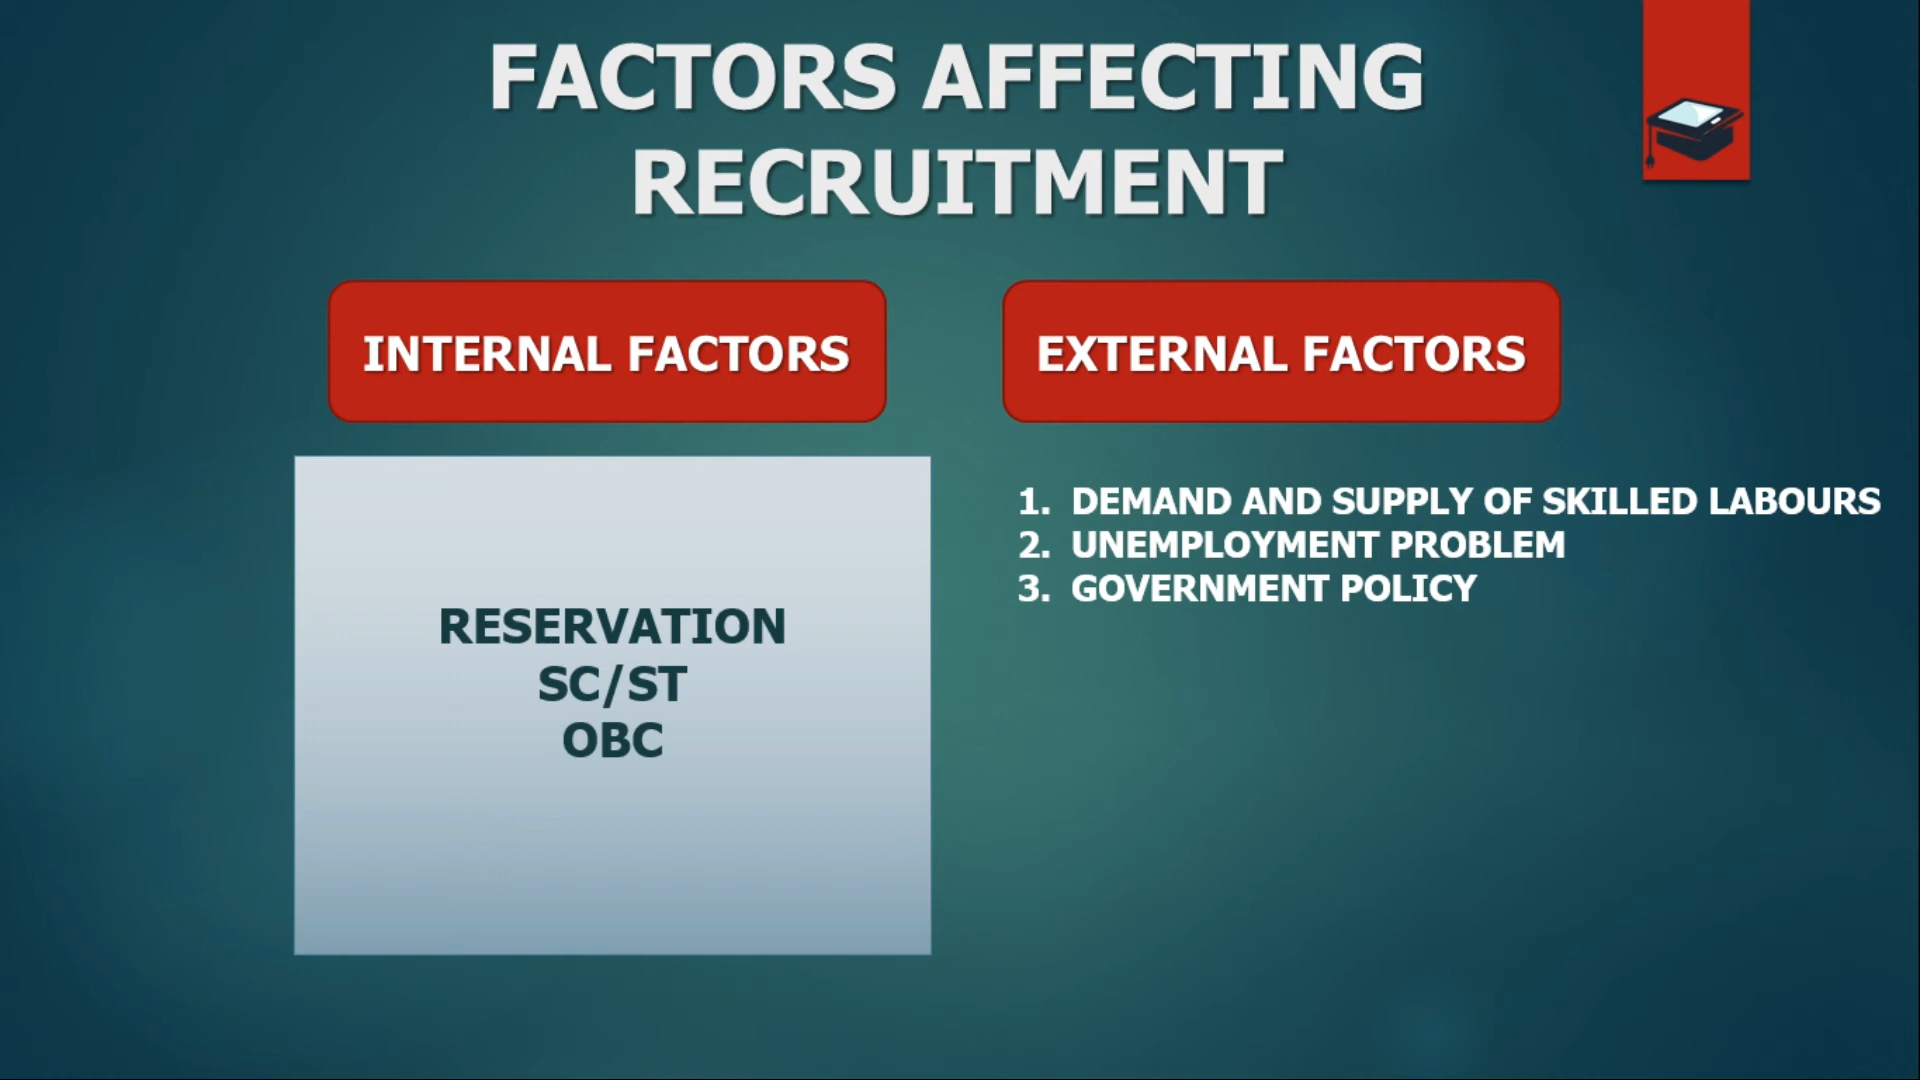 FACTORS AFFECTING
RECRUITMENT
INTERNAL FACTORS
EXTERNAL FACTORS
RESERVATION
SC/ST
OBC
1. DEMAND AND SUPPLY OF SKILLED LABOURS
2. UNEMPLOYMENT PROBLEM
3. GOVERNMENT POLICY